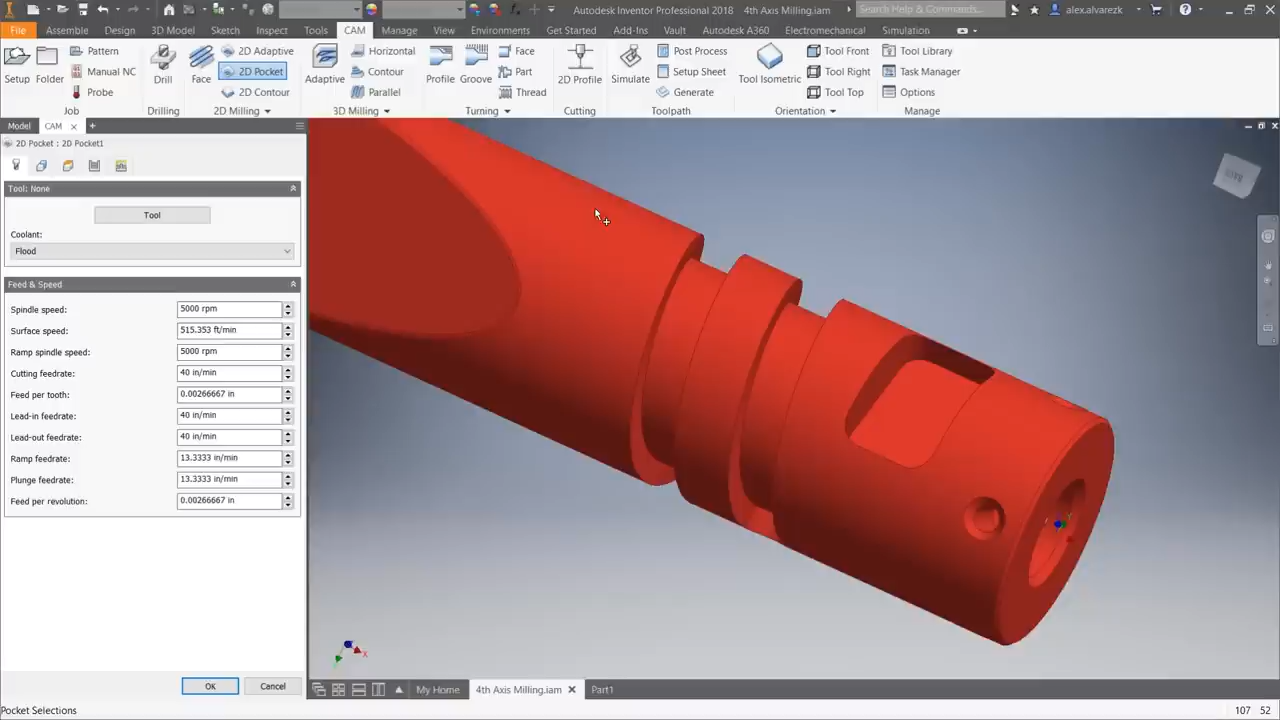 Autodesk Inventor Professional 2018 4th Axis Milling.iam
Search Help & Commands...
alex.alvarezk
File Assemble Design 3D Model Sketch Inspect Tools CAM Manage View Environments Get Started Add-Ins Vault Autodesk A360 Electromechanical Simulation
Pattern 2D Adaptive Horizontal Face Post Process Tool Front Tool Library
Setup Folder Manual NC Drill Face 2D Pocket Adaptive Contour Profile Groove Part 2D Profile Simulate Setup Sheet Tool Isometric Tool Right Task Manager
Probe 2D Contour Parallel Thread Generate Tool Top Options
Job Drilling 2D Milling 3D Milling Turning Cutting Toolpath Orientation Manage
Model CAM
2D Pocket : 2D Pocket1
Tool: None
Tool
Coolant:
Flood
Feed & Speed
Spindle speed: 5000 rpm
Surface speed: 515.353 ft/min
Ramp spindle speed: 5000 rpm
Cutting feedrate: 40 in/min
Feed per tooth: 0.00266667 in
Lead-in feedrate: 40 in/min
Lead-out feedrate: 40 in/min
Ramp feedrate: 13.3333 in/min
Plunge feedrate: 13.3333 in/min
Feed per revolution: 0.00266667 in
OK Cancel
My Home 4th Axis Milling.iam Part1
Pocket Selections 107 52